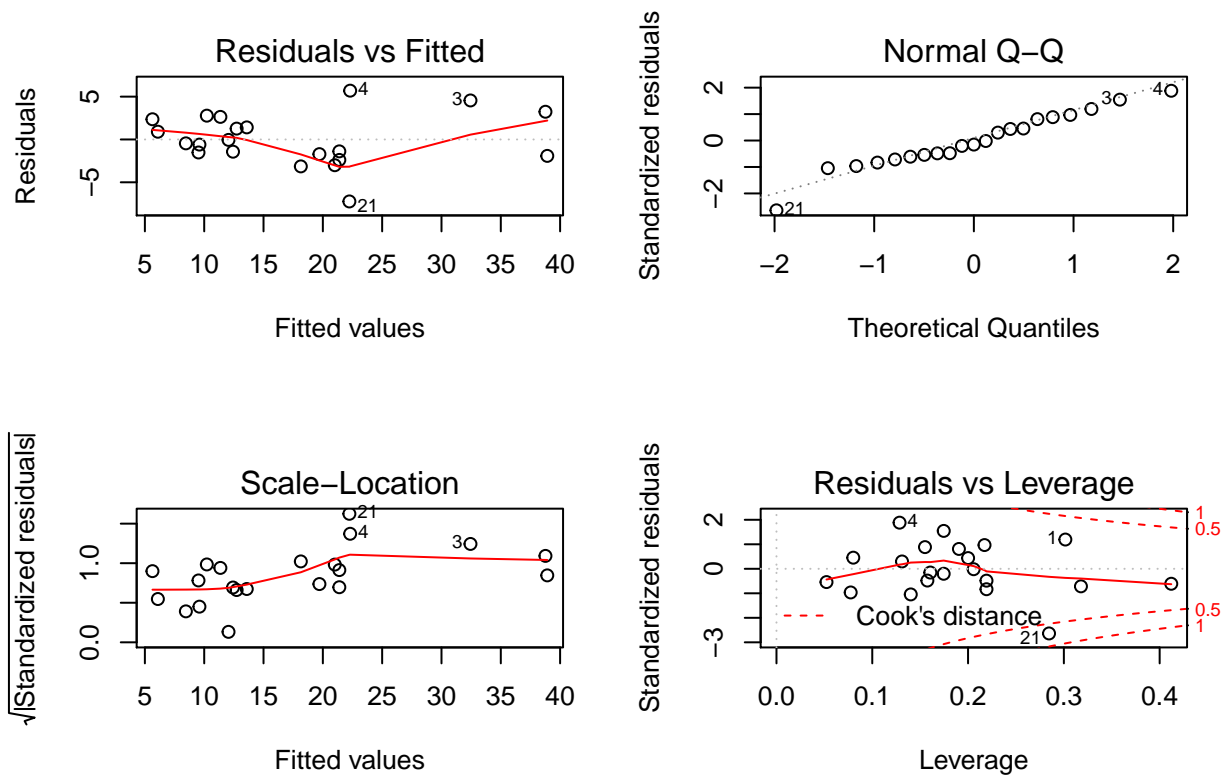 Residuals vs Fitted
Residuals
5
−5
4
3
21
5 10 15 20 25 30 35 40
Fitted values
Normal Q−Q
Standardized residuals
2
0
−2
3
4
21
−2 −1 0 1 2
Theoretical Quantiles
Scale−Location
√|Standardized residuals|
1.0
0.0
21
4
3
5 10 15 20 25 30 35 40
Fitted values
Residuals vs Leverage
Standardized residuals
2
0
−3
4
1
21
Cook's distance
1
0.5
0.5
1
0.0 0.1 0.2 0.3 0.4
Leverage